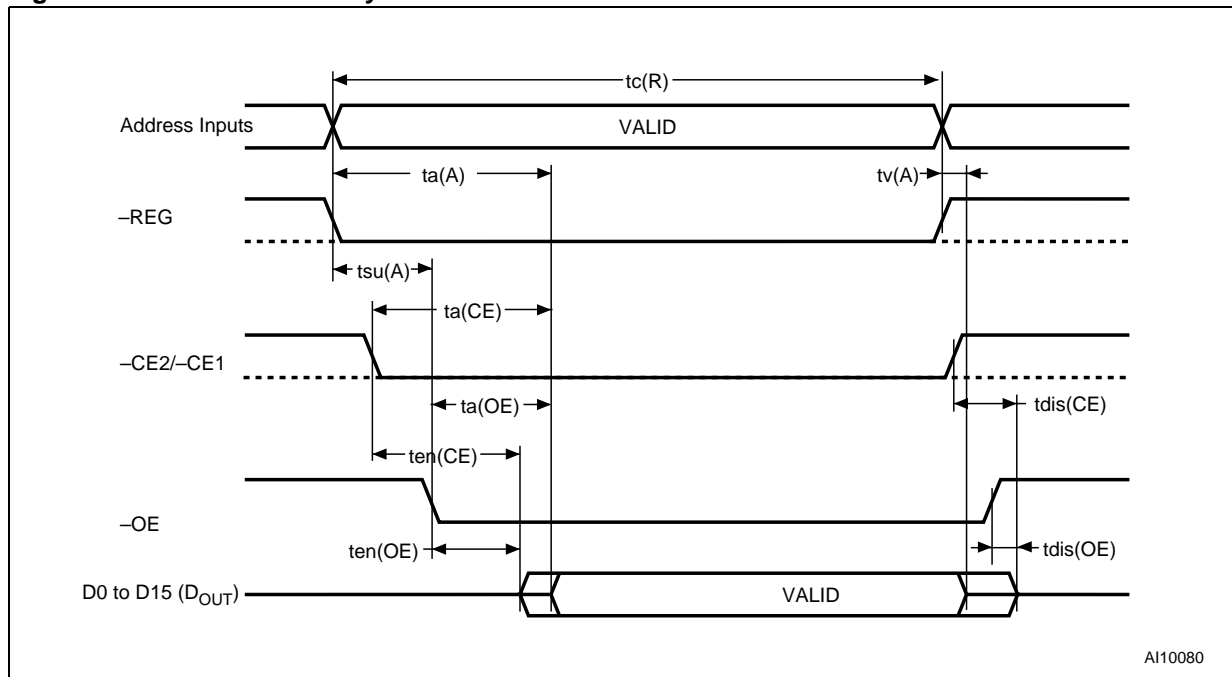 tc(R)
Address Inputs
VALID
ta(A)
tv(A)
–REG
tsu(A)
ta(CE)
–CE2/–CE1
ta(OE)
tdis(CE)
ten(CE)
–OE
ten(OE)
tdis(OE)
D0 to D15 (DOUT)
VALID
AI10080